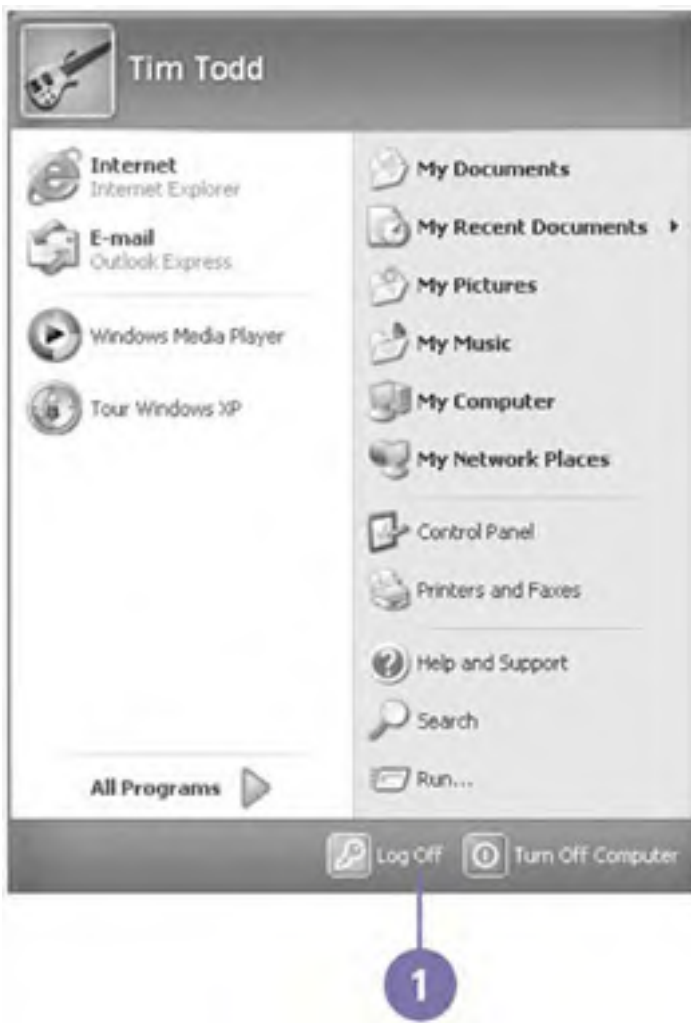 Tim Todd
Internet
Internet Explorer
E-mail
Outlook Express
Windows Media Player
Tour Windows XP
All Programs
My Documents
My Recent Documents
My Pictures
My Music
My Computer
My Network Places
Control Panel
Printers and Faxes
Help and Support
Search
Run...
Log Off
Turn Off Computer
1